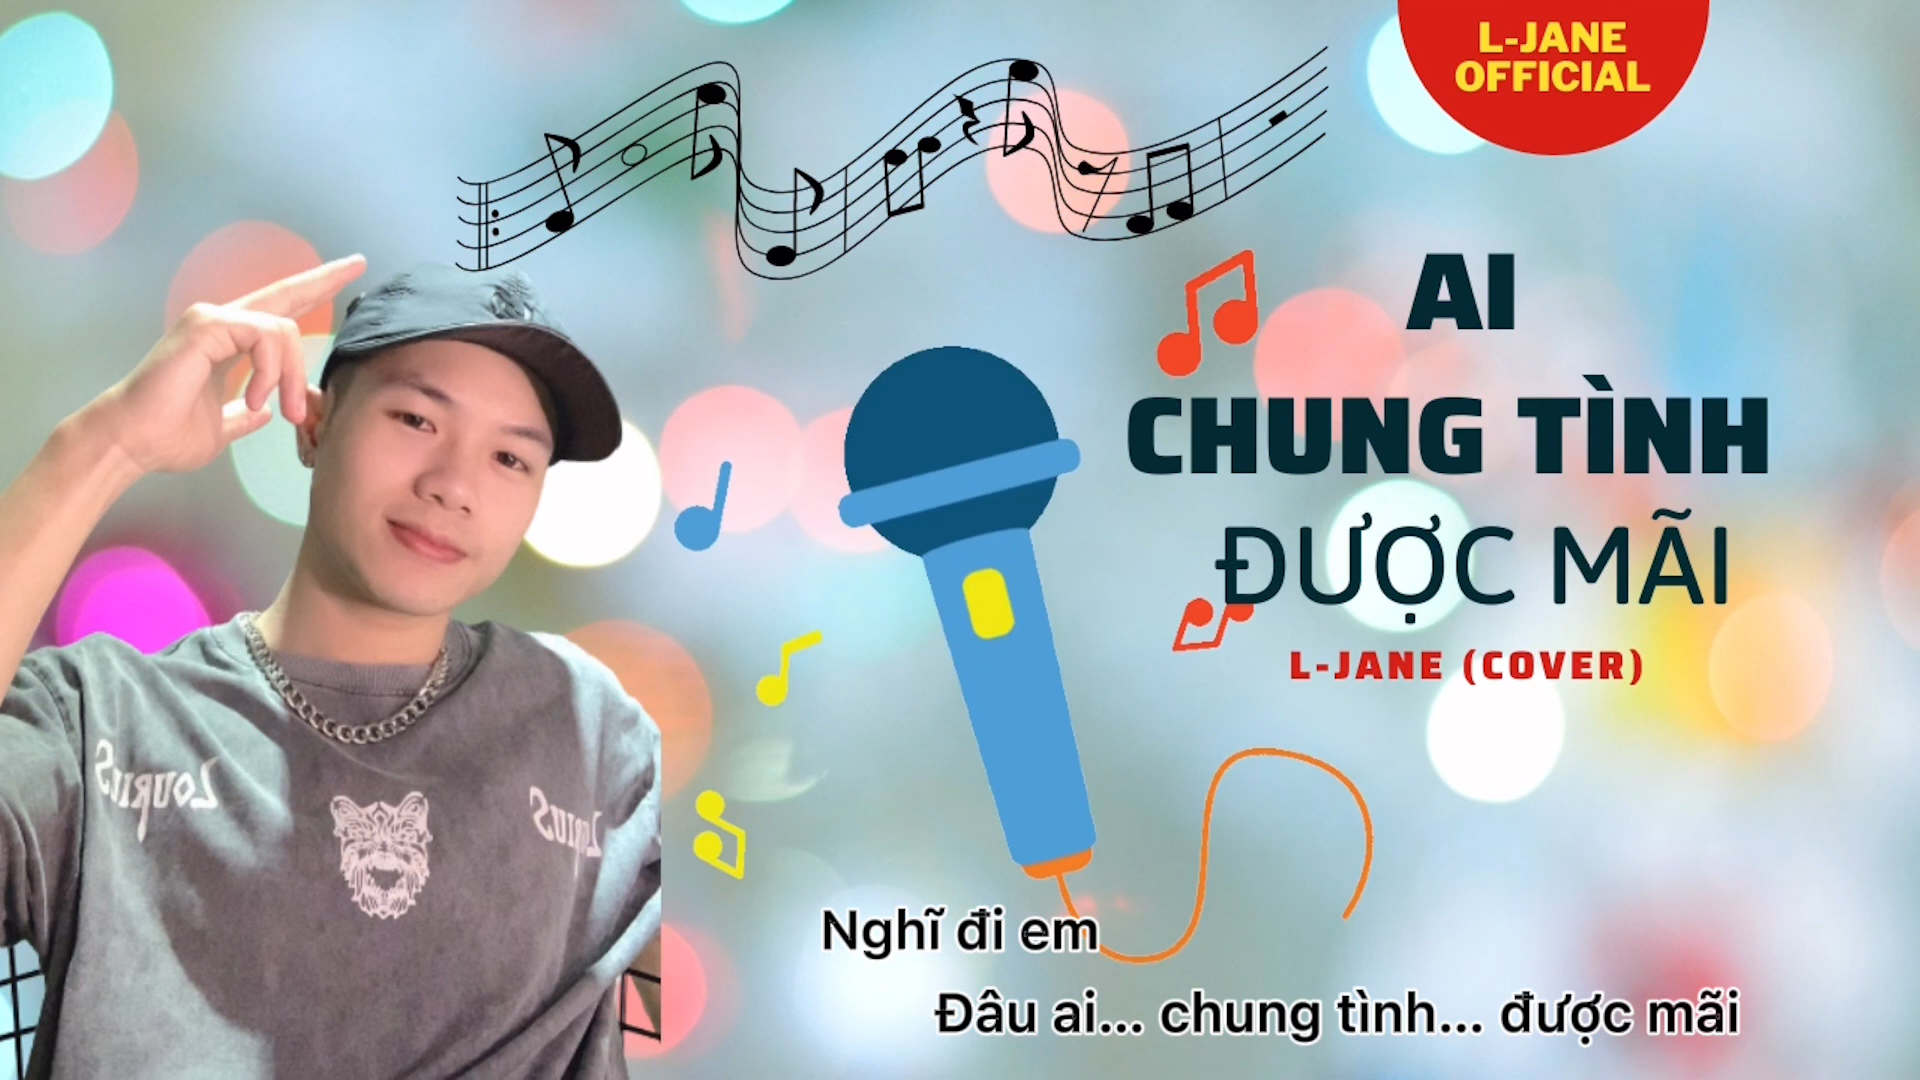 L-JANE
OFFICIAL
AI
CHUNG TÌNH
ĐƯỢC MÃI
L-JANE (COVER)
Nghĩ đi em
Đâu ai... chung tình... được mãi